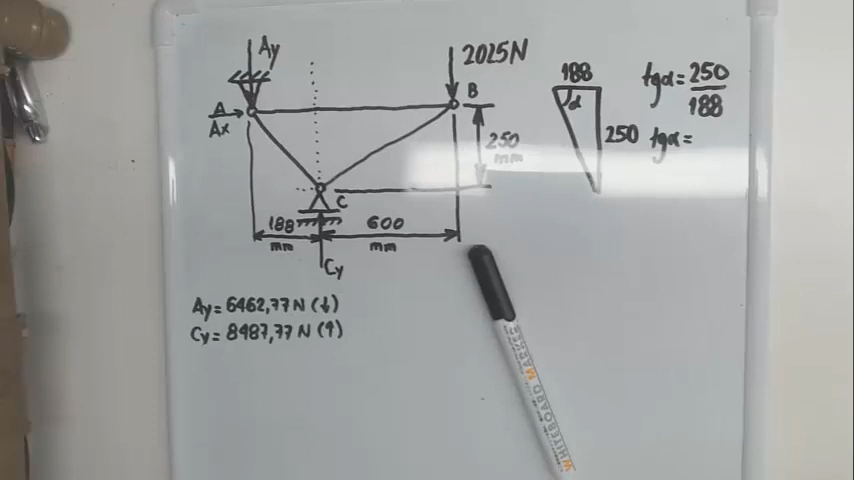 Ay
2025N
B
A
Ax
250
mm
C
188
mm
600
mm
Cy
188
α
250
tgα = 250
188
tgα =
Ay = 6462,77 N (↓)
Cy = 8487,77 N (↑)
WHITEBOARD MARKER